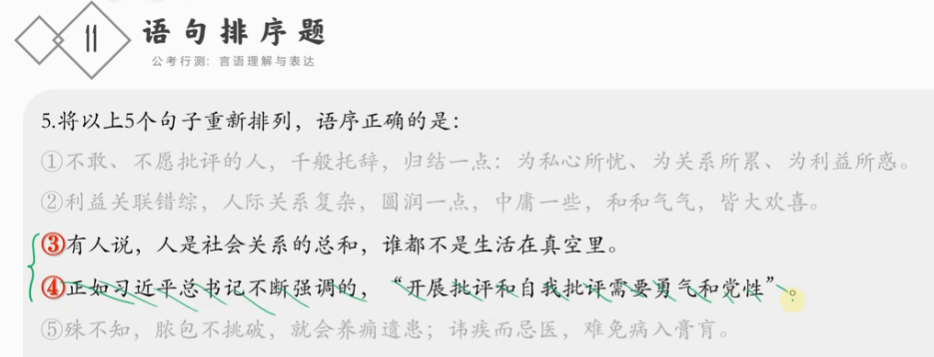 11 语句排序题
公考行测: 言语理解与表达
5.将以上5个句子重新排列，语序正确的是：
①不敢、不愿批评的人，千般托辞，归结一点：为私心所忧、为关系所累、为利益所惑。
②利益关联错综，人际关系复杂，圆润一点，中庸一些，和和气气，皆大欢喜。
③有人说，人是社会关系的总和，谁都不是生活在真空里。
④正如习近平总书记不断强调的，“开展批评和自我批评需要勇气和党性”。
⑤殊不知，脓包不挑破，就会养痈遗患；讳疾而忌医，难免病入膏肓。